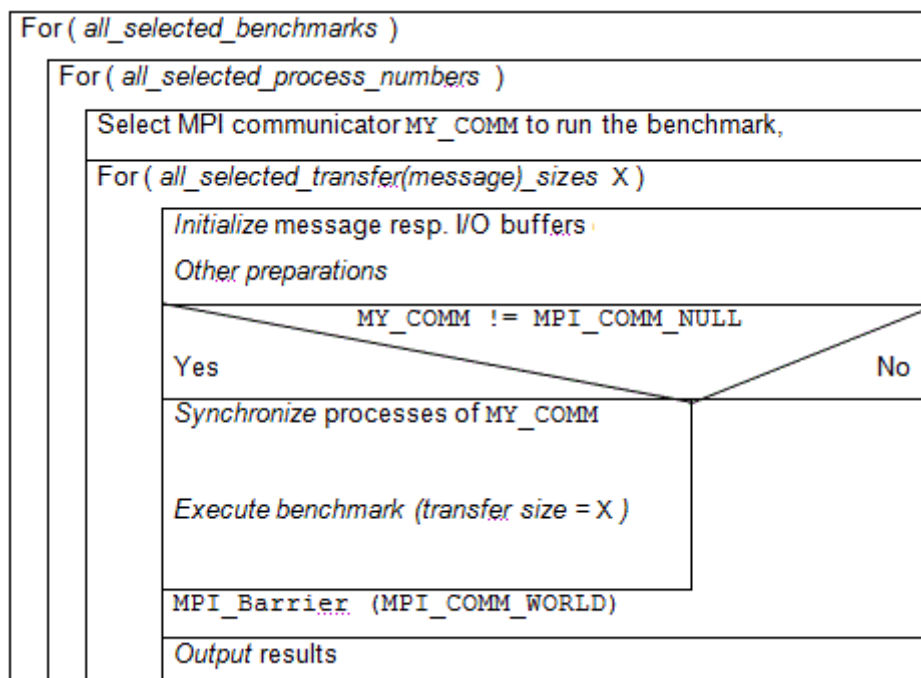 For ( all_selected_benchmarks )
For ( all_selected_process_numbers )
Select MPI communicator MY_COMM to run the benchmark,
For ( all_selected_transfer(message)_sizes X )
Initialize message resp. I/O buffers
Other preparations
MY_COMM != MPI_COMM_NULL
Yes No
Synchronize processes of MY_COMM
Execute benchmark (transfer size = X )
MPI_Barrier (MPI_COMM_WORLD)
Output results